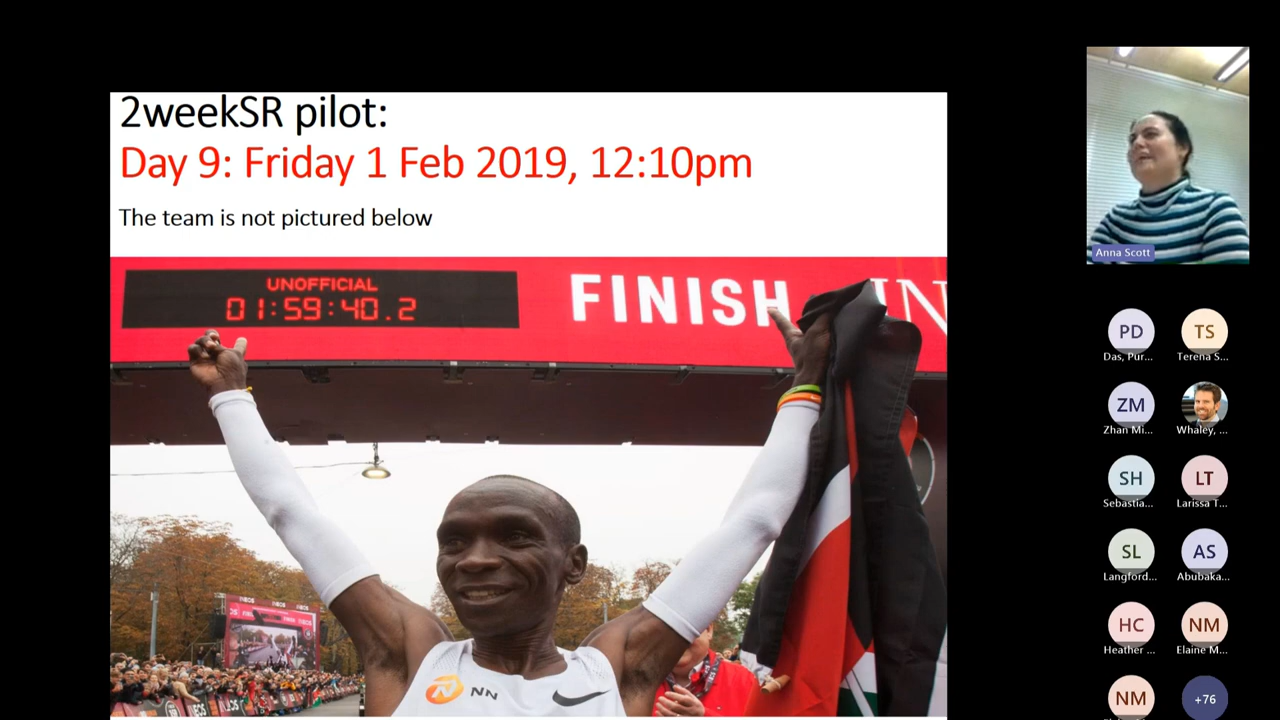 2weekSR pilot:
Day 9: Friday 1 Feb 2019, 12:10pm
The team is not pictured below
UNOFFICIAL
01:59:40.2
FINISH
IN
NN
INEOS
Anna Scott
PD
Das, Pur...
TS
Terena S...
ZM
Zhan Mi...
Whaley, ...
SH
Sebastia...
LT
Larissa T...
SL
Langford...
AS
Abubaka...
HC
Heather ...
NM
Elaine M...
NM
+76